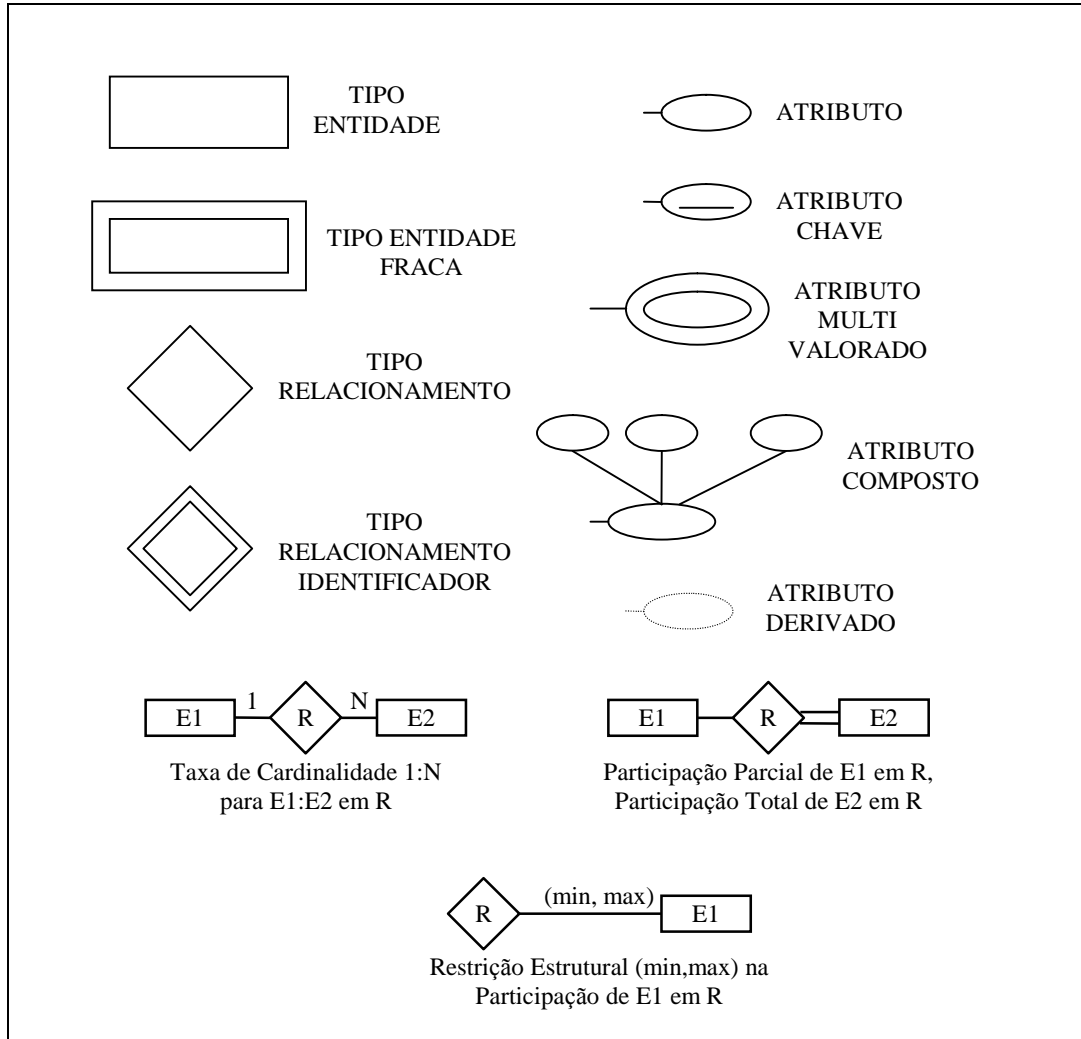 TIPO
ENTIDADE
TIPO ENTIDADE
FRACA
TIPO
RELACIONAMENTO
TIPO
RELACIONAMENTO
IDENTIFICADOR
ATRIBUTO
ATRIBUTO
CHAVE
ATRIBUTO
MULTI
VALORADO
ATRIBUTO
COMPOSTO
ATRIBUTO
DERIVADO
E1 1 R N E2
Taxa de Cardinalidade 1:N
para E1:E2 em R
E1 R E2
Participação Parcial de E1 em R,
Participação Total de E2 em R
R (min, max) E1
Restrição Estrutural (min,max) na
Participação de E1 em R